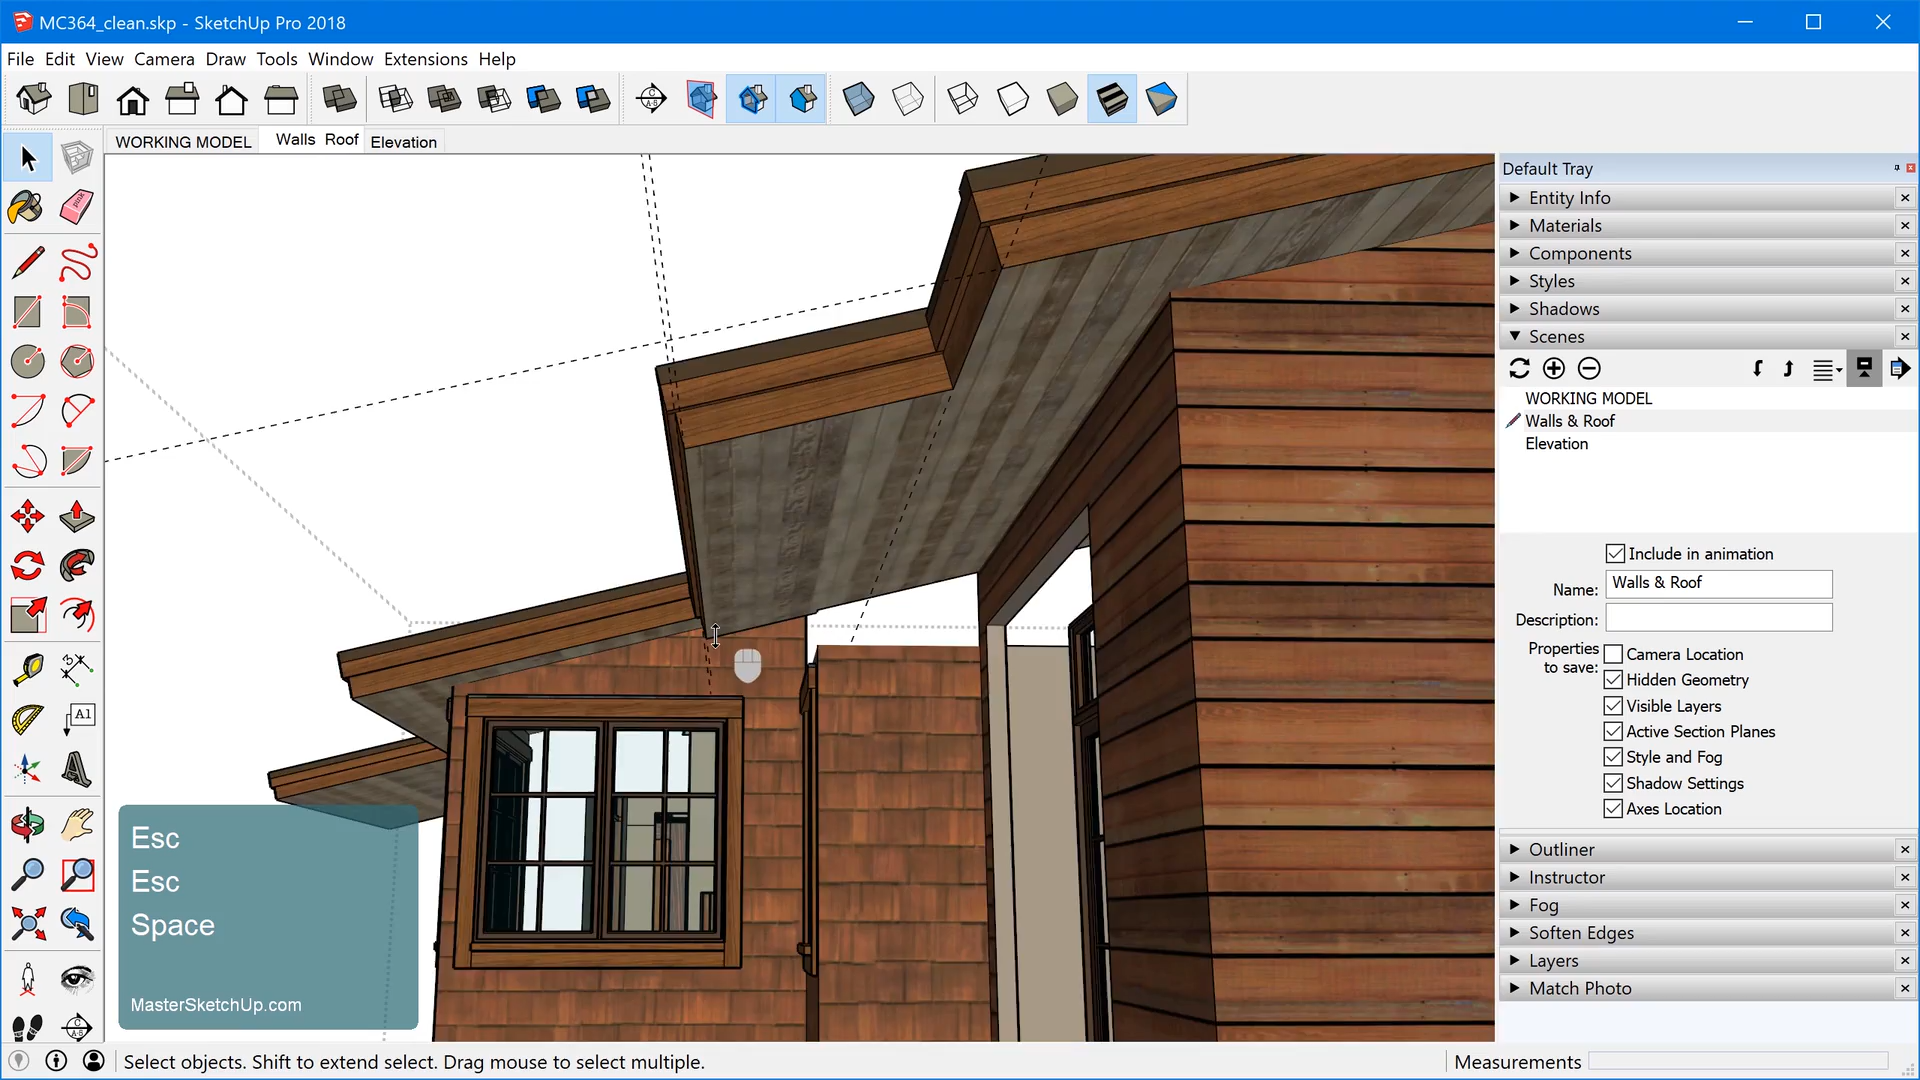 MC364_clean.skp - SketchUp Pro 2018
File Edit View Camera Draw Tools Window Extensions Help
WORKING MODEL Walls Roof Elevation
Default Tray
Entity Info
Materials
Components
Styles
Shadows
Scenes
WORKING MODEL
Walls & Roof
Elevation
Include in animation
Name: Walls & Roof
Description:
Properties to save:
Camera Location
Hidden Geometry
Visible Layers
Active Section Planes
Style and Fog
Shadow Settings
Axes Location
Outliner
Instructor
Fog
Soften Edges
Layers
Match Photo
Esc
Esc
Space
MasterSketchUp.com
Select objects. Shift to extend select. Drag mouse to select multiple.
Measurements